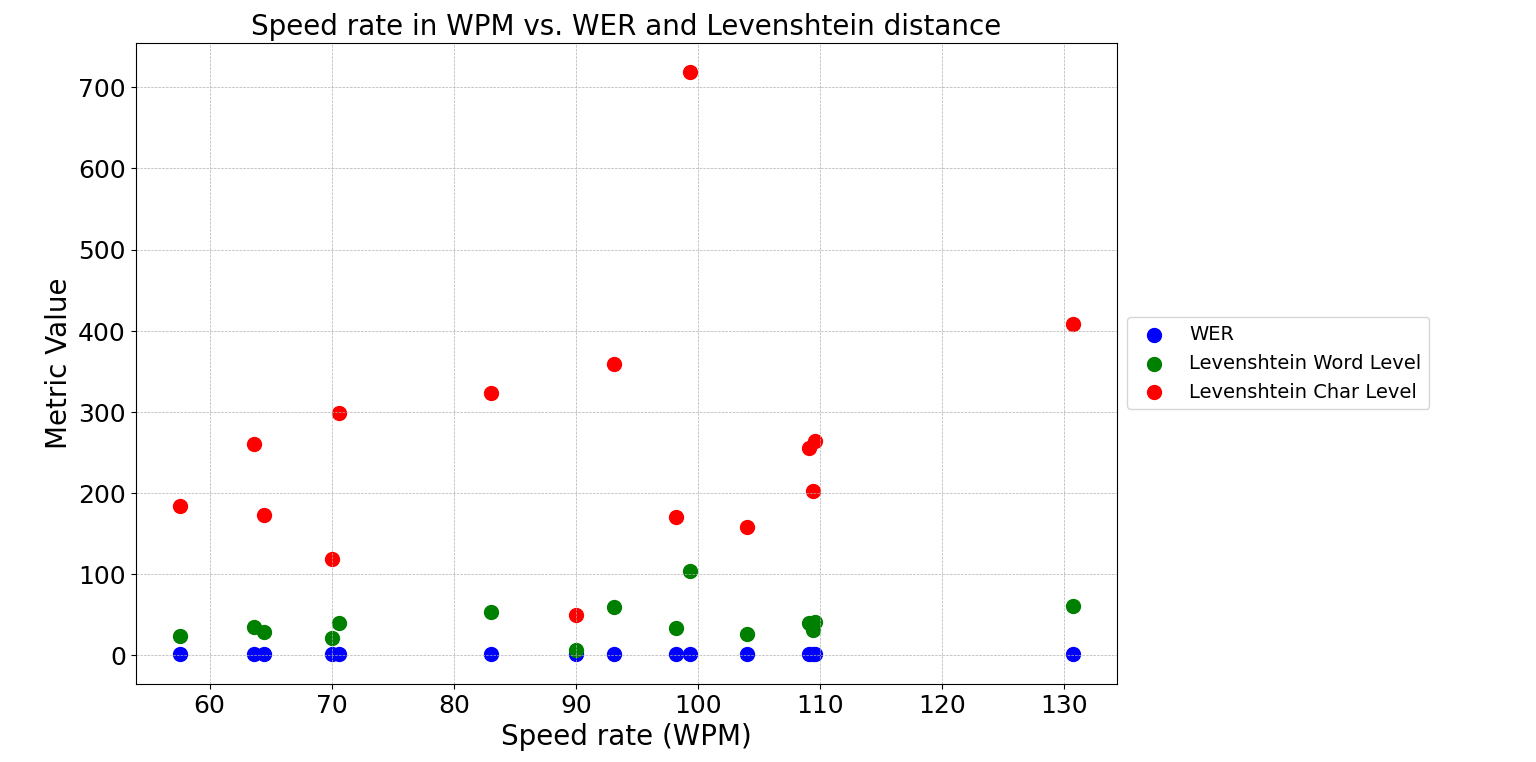 Speed rate in WPM vs. WER and Levenshtein distance
700
600
500
400
300
200
100
0
Metric Value
60 70 80 90 100 110 120 130
Speed rate (WPM)
WER
Levenshtein Word Level
Levenshtein Char Level